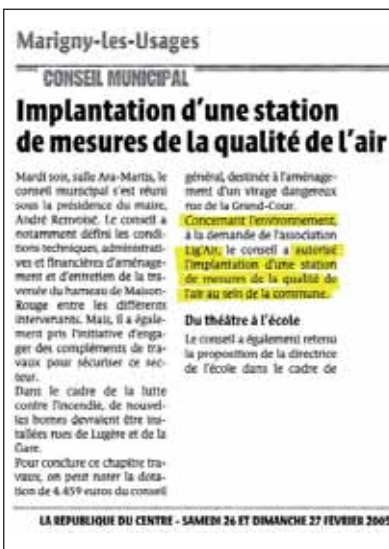 Marigny-les-Usages
CONSEIL MUNICIPAL
Implantation d'une station
de mesures de la qualité de l'air
Mardi soir, salle Ara-Martis, le
conseil municipal s'est réuni
sous la présidence du maire,
André Renvoisé. Le conseil a
notamment défini les condi-
tions techniques, administrati-
ves et financières d'aménage-
ment et d'entretien de la tra-
versée du hameau de Maison-
Rouge entre les différents
intervenants. Mais, il a égale-
ment pris l'initiative d'enga-
ger des compléments de tra-
vaux pour sécuriser ce sec-
teur.
Dans le cadre de la lutte
contre l'incendie, de nouvel-
les bornes devraient être ins-
tallées rues de Lugère et de la
Gare.
Pour conclure ce chapitre tra-
vaux, on peut noter la dota-
tion de 4.459 euros du conseil
général, destinée à l'aménage-
ment d'un virage dangereux
rue de la Grand-Cour.
Concernant l'environnement,
à la demande de l'association
Lig'Air, le conseil a autorisé
l'implantation d'une station
de mesures de la qualité de
l'air au sein de la commune.
Du théâtre à l'école
Le conseil a également retenu
la proposition de la directrice
de l'école dans le cadre de
LA REPUBLIQUE DU CENTRE - SAMEDI 26 ET DIMANCHE 27 FÉVRIER 2005